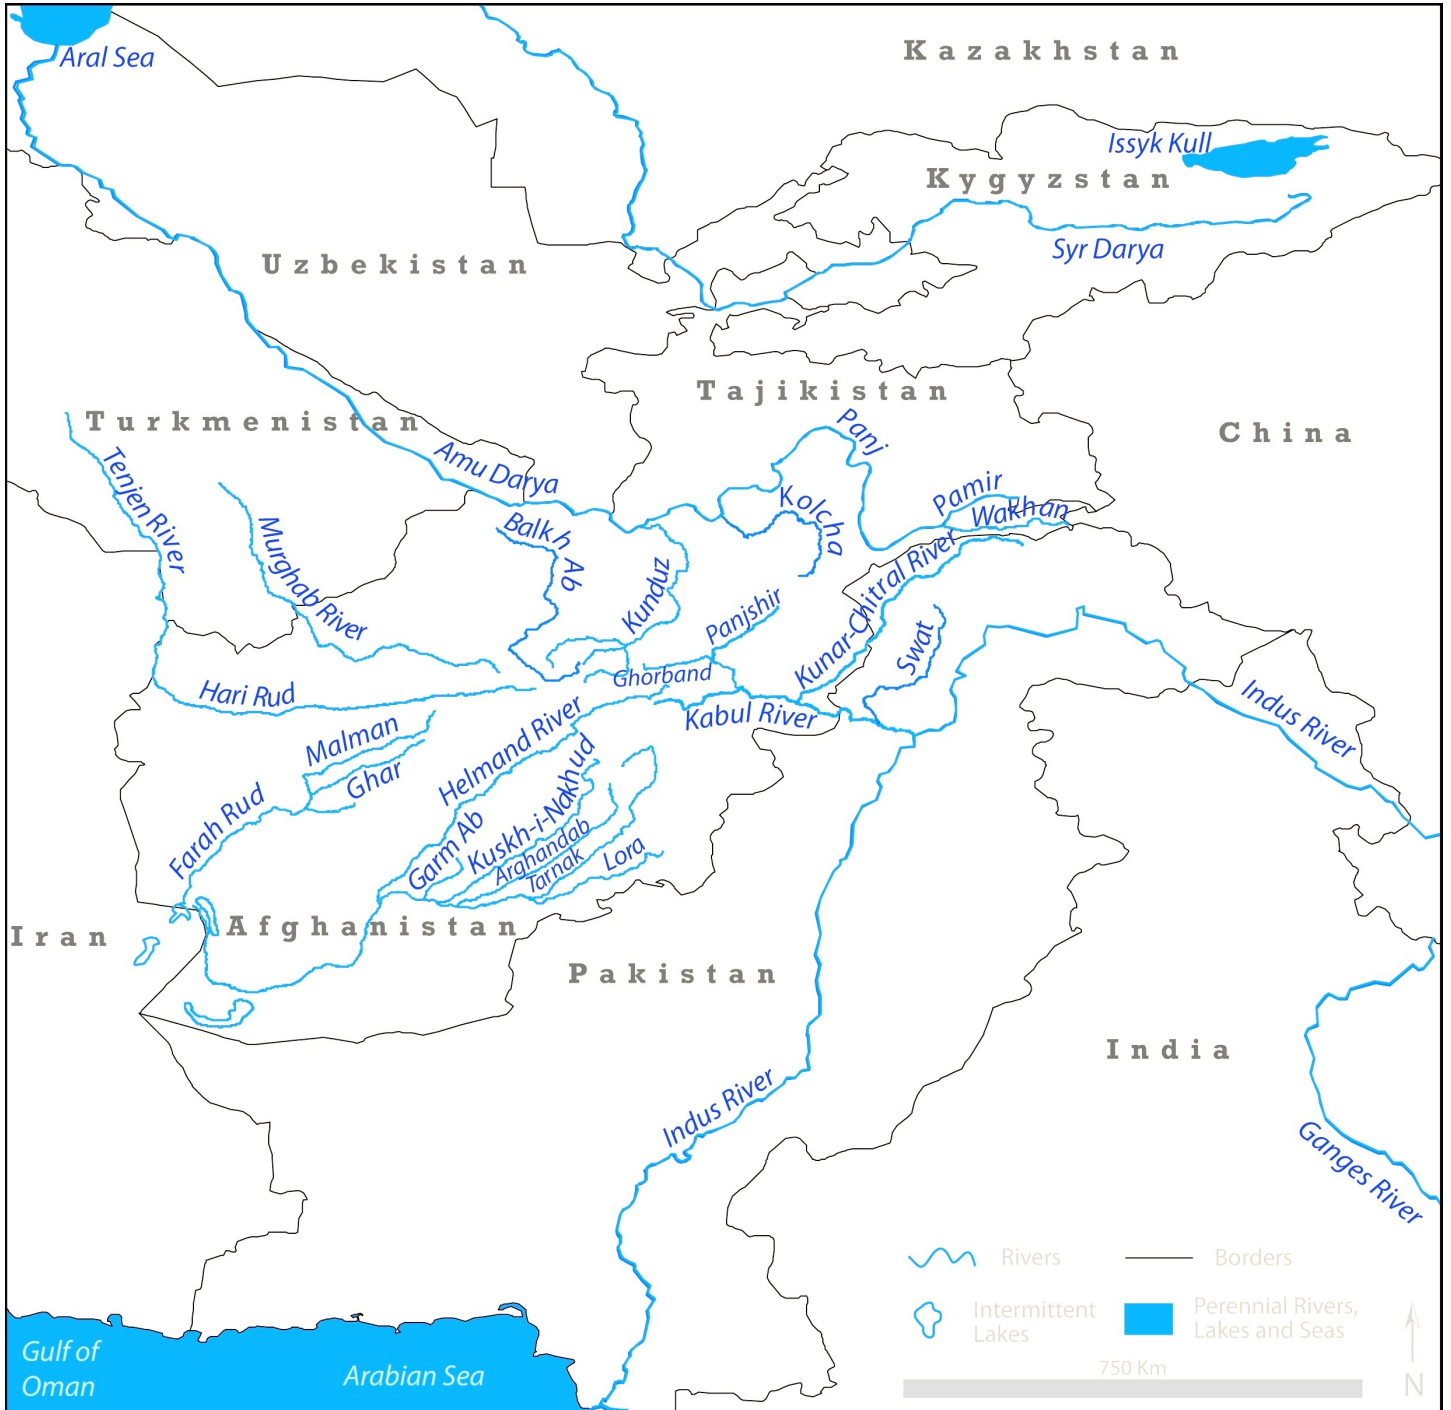 Kazakhstan
Aral Sea
Issyk Kull
Kygyzstan
Syr Darya
Uzbekistan
Tajikistan
Turkmenistan
China
Panj
Amu Darya
Tenjen River
Pamir
Kolcha
Wakhan
Balkh Ab
Murghab River
Kunduz
Panjshir
Kunar-Chitral River
Swat
Ghorband
Hari Rud
Kabul River
Indus River
Malman
Helmand River
Ghar
Farah Rud
Kuskh-i-Nakhud
Garm Ab
Arghandab
Tarnak
Lora
Afghanistan
Iran
Pakistan
India
Indus River
Ganges River
Rivers
Borders
Intermittent
Lakes
Perennial Rivers,
Lakes and Seas
Gulf of
Oman
Arabian Sea
750 Km
N